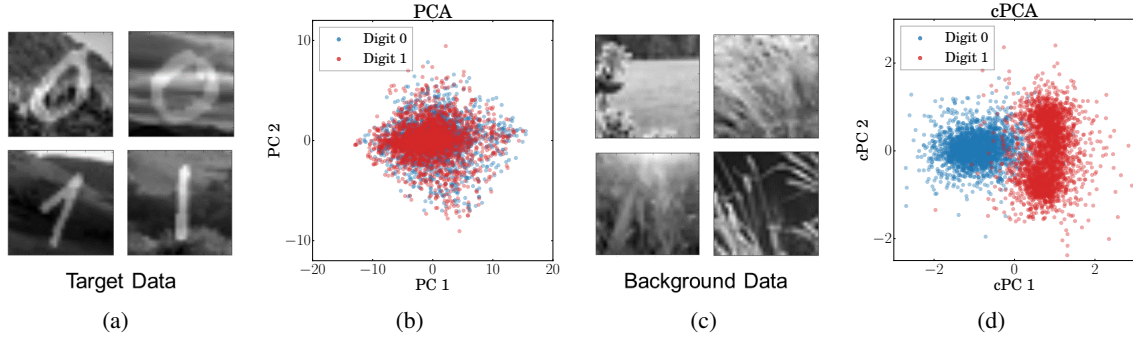 Target Data
(a)
PCA
Digit 0
Digit 1
10
0
−10
PC 2
−20
−10
0
10
20
PC 1
(b)
Background Data
(c)
cPCA
Digit 0
Digit 1
2
0
−2
cPC 2
−2
0
2
cPC 1
(d)